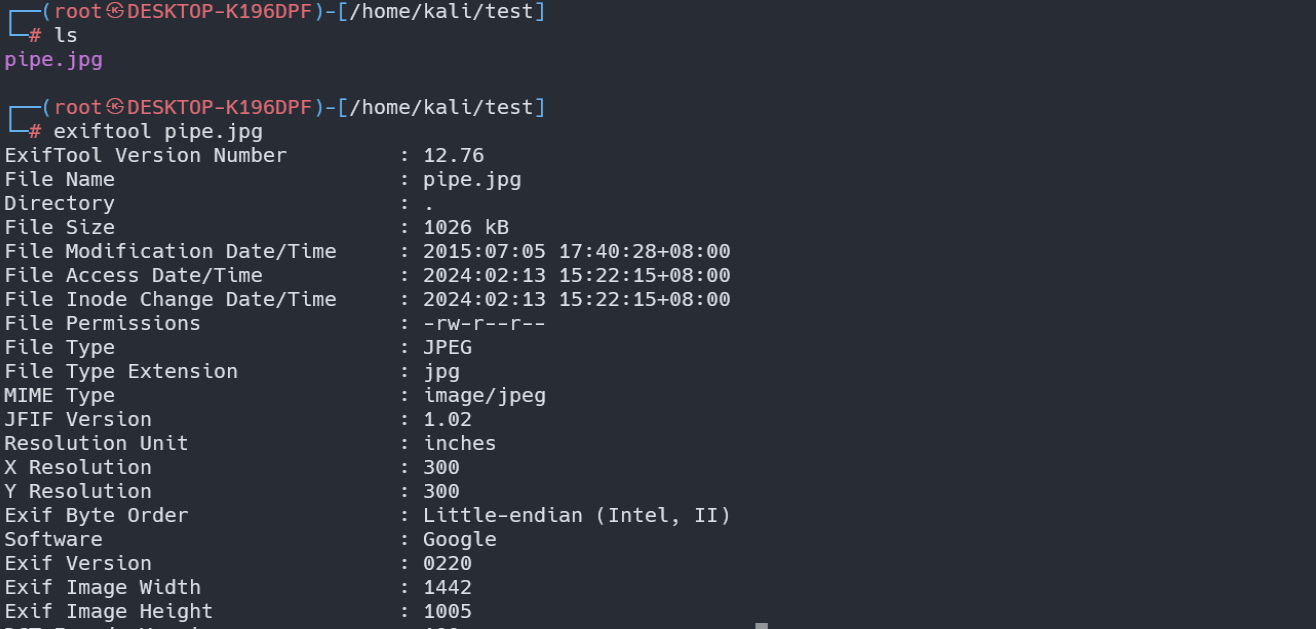 ┌──(root㉿DESKTOP-K196DPF)-[/home/kali/test]
└─# ls
pipe.jpg
┌──(root㉿DESKTOP-K196DPF)-[/home/kali/test]
└─# exiftool pipe.jpg
ExifTool Version Number : 12.76
File Name : pipe.jpg
Directory : .
File Size : 1026 kB
File Modification Date/Time : 2015:07:05 17:40:28+08:00
File Access Date/Time : 2024:02:13 15:22:15+08:00
File Inode Change Date/Time : 2024:02:13 15:22:15+08:00
File Permissions : -rw-r--r--
File Type : JPEG
File Type Extension : jpg
MIME Type : image/jpeg
JFIF Version : 1.02
Resolution Unit : inches
X Resolution : 300
Y Resolution : 300
Exif Byte Order : Little-endian (Intel, II)
Software : Google
Exif Version : 0220
Exif Image Width : 1442
Exif Image Height : 1005